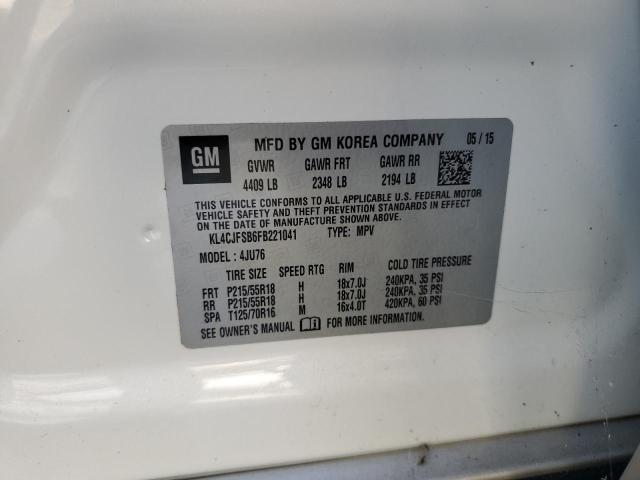 GM
MFD BY GM KOREA COMPANY 05 / 15
GVWR GAWR FRT GAWR RR
4409 LB 2348 LB 2194 LB
THIS VEHICLE CONFORMS TO ALL APPLICABLE U.S. FEDERAL MOTOR
VEHICLE SAFETY AND THEFT PREVENTION STANDARDS IN EFFECT
ON THE DATE OF MANUFACTURE SHOWN ABOVE.
KL4CJFSB6FB221041 TYPE: MPV
MODEL: 4JU76
TIRE SIZE SPEED RTG RIM COLD TIRE PRESSURE
FRT P215/55R18 H 18x7.0J 240KPA, 35 PSI
RR P215/55R18 H 18x7.0J 240KPA, 35 PSI
SPA T125/70R16 M 16x4.0T 420KPA, 60 PSI
SEE OWNER'S MANUAL FOR MORE INFORMATION.